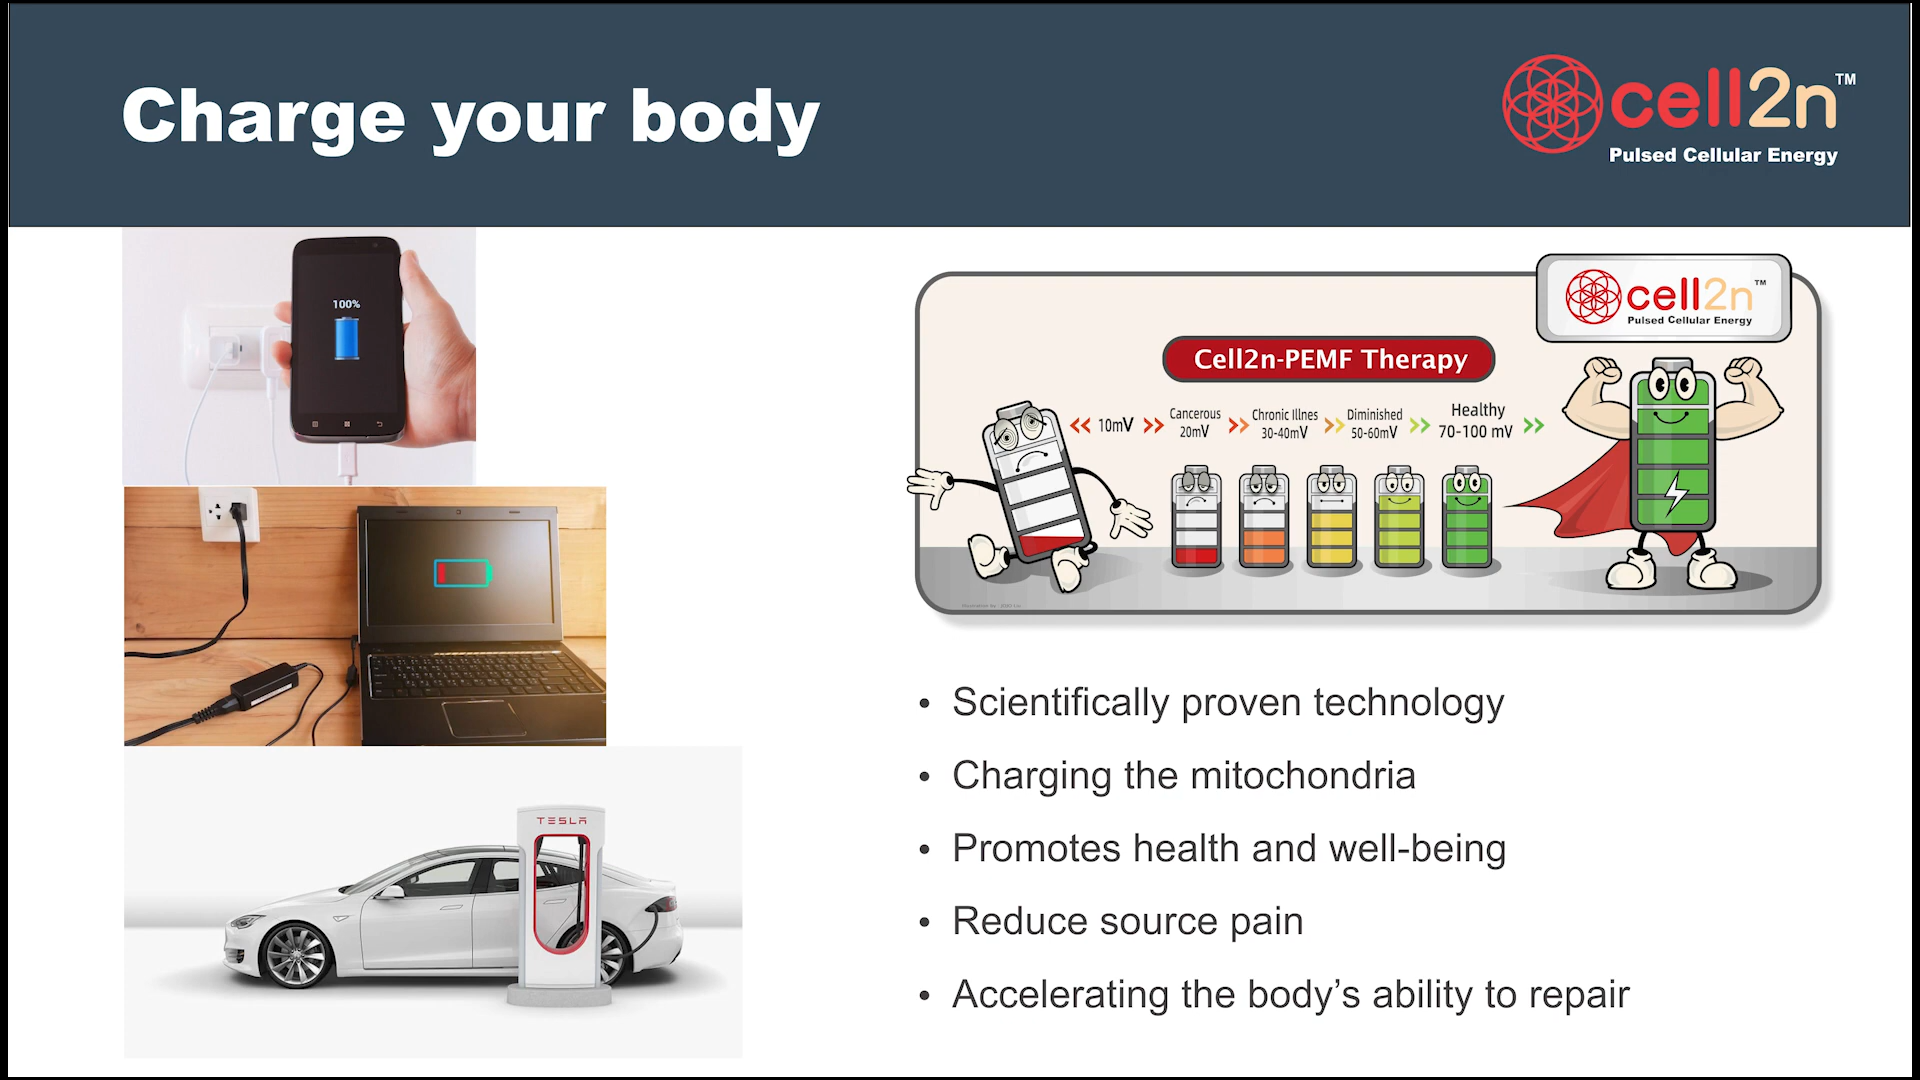 Charge your body
cell2n™
Pulsed Cellular Energy
100%
TESLA
cell2n™
Pulsed Cellular Energy
Cell2n-PEMF Therapy
10mV
Cancerous
20mV
Chronic Illnes
30-40mV
Diminished
50-60mV
Healthy
70-100 mV
• Scientifically proven technology
• Charging the mitochondria
• Promotes health and well-being
• Reduce source pain
• Accelerating the body’s ability to repair